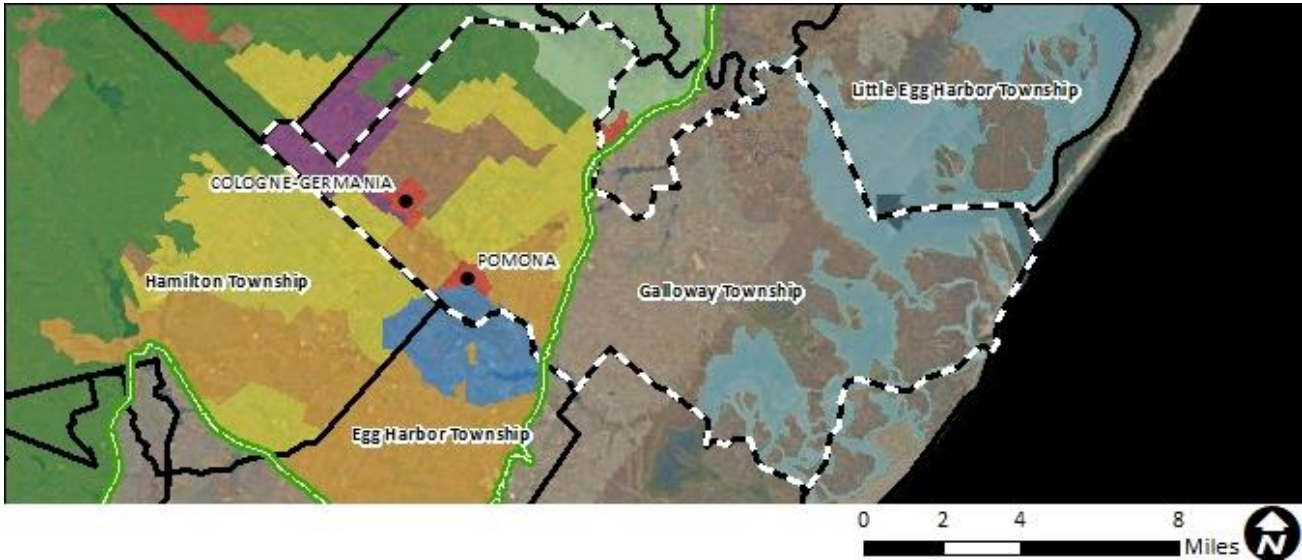 Little Egg Harbor Township
COLOGNE-GERMANIA
POMONA
Hamilton Township
Galloway Township
Egg Harbor Township
0 2 4 8
Miles
N